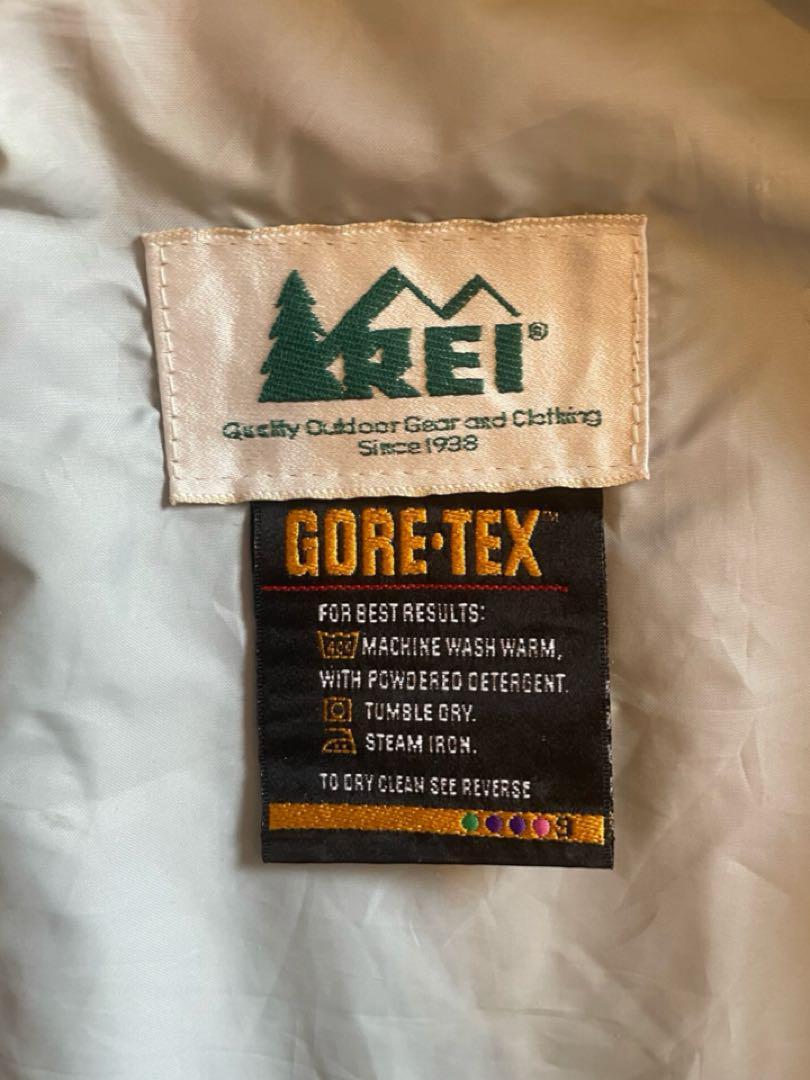 REI®
Quality Outdoor Gear and Clothing
Since 1938
GORE-TEX™
FOR BEST RESULTS:
MACHINE WASH WARM,
WITH POWDERED DETERGENT.
TUMBLE DRY.
STEAM IRON.
TO DRY CLEAN SEE REVERSE